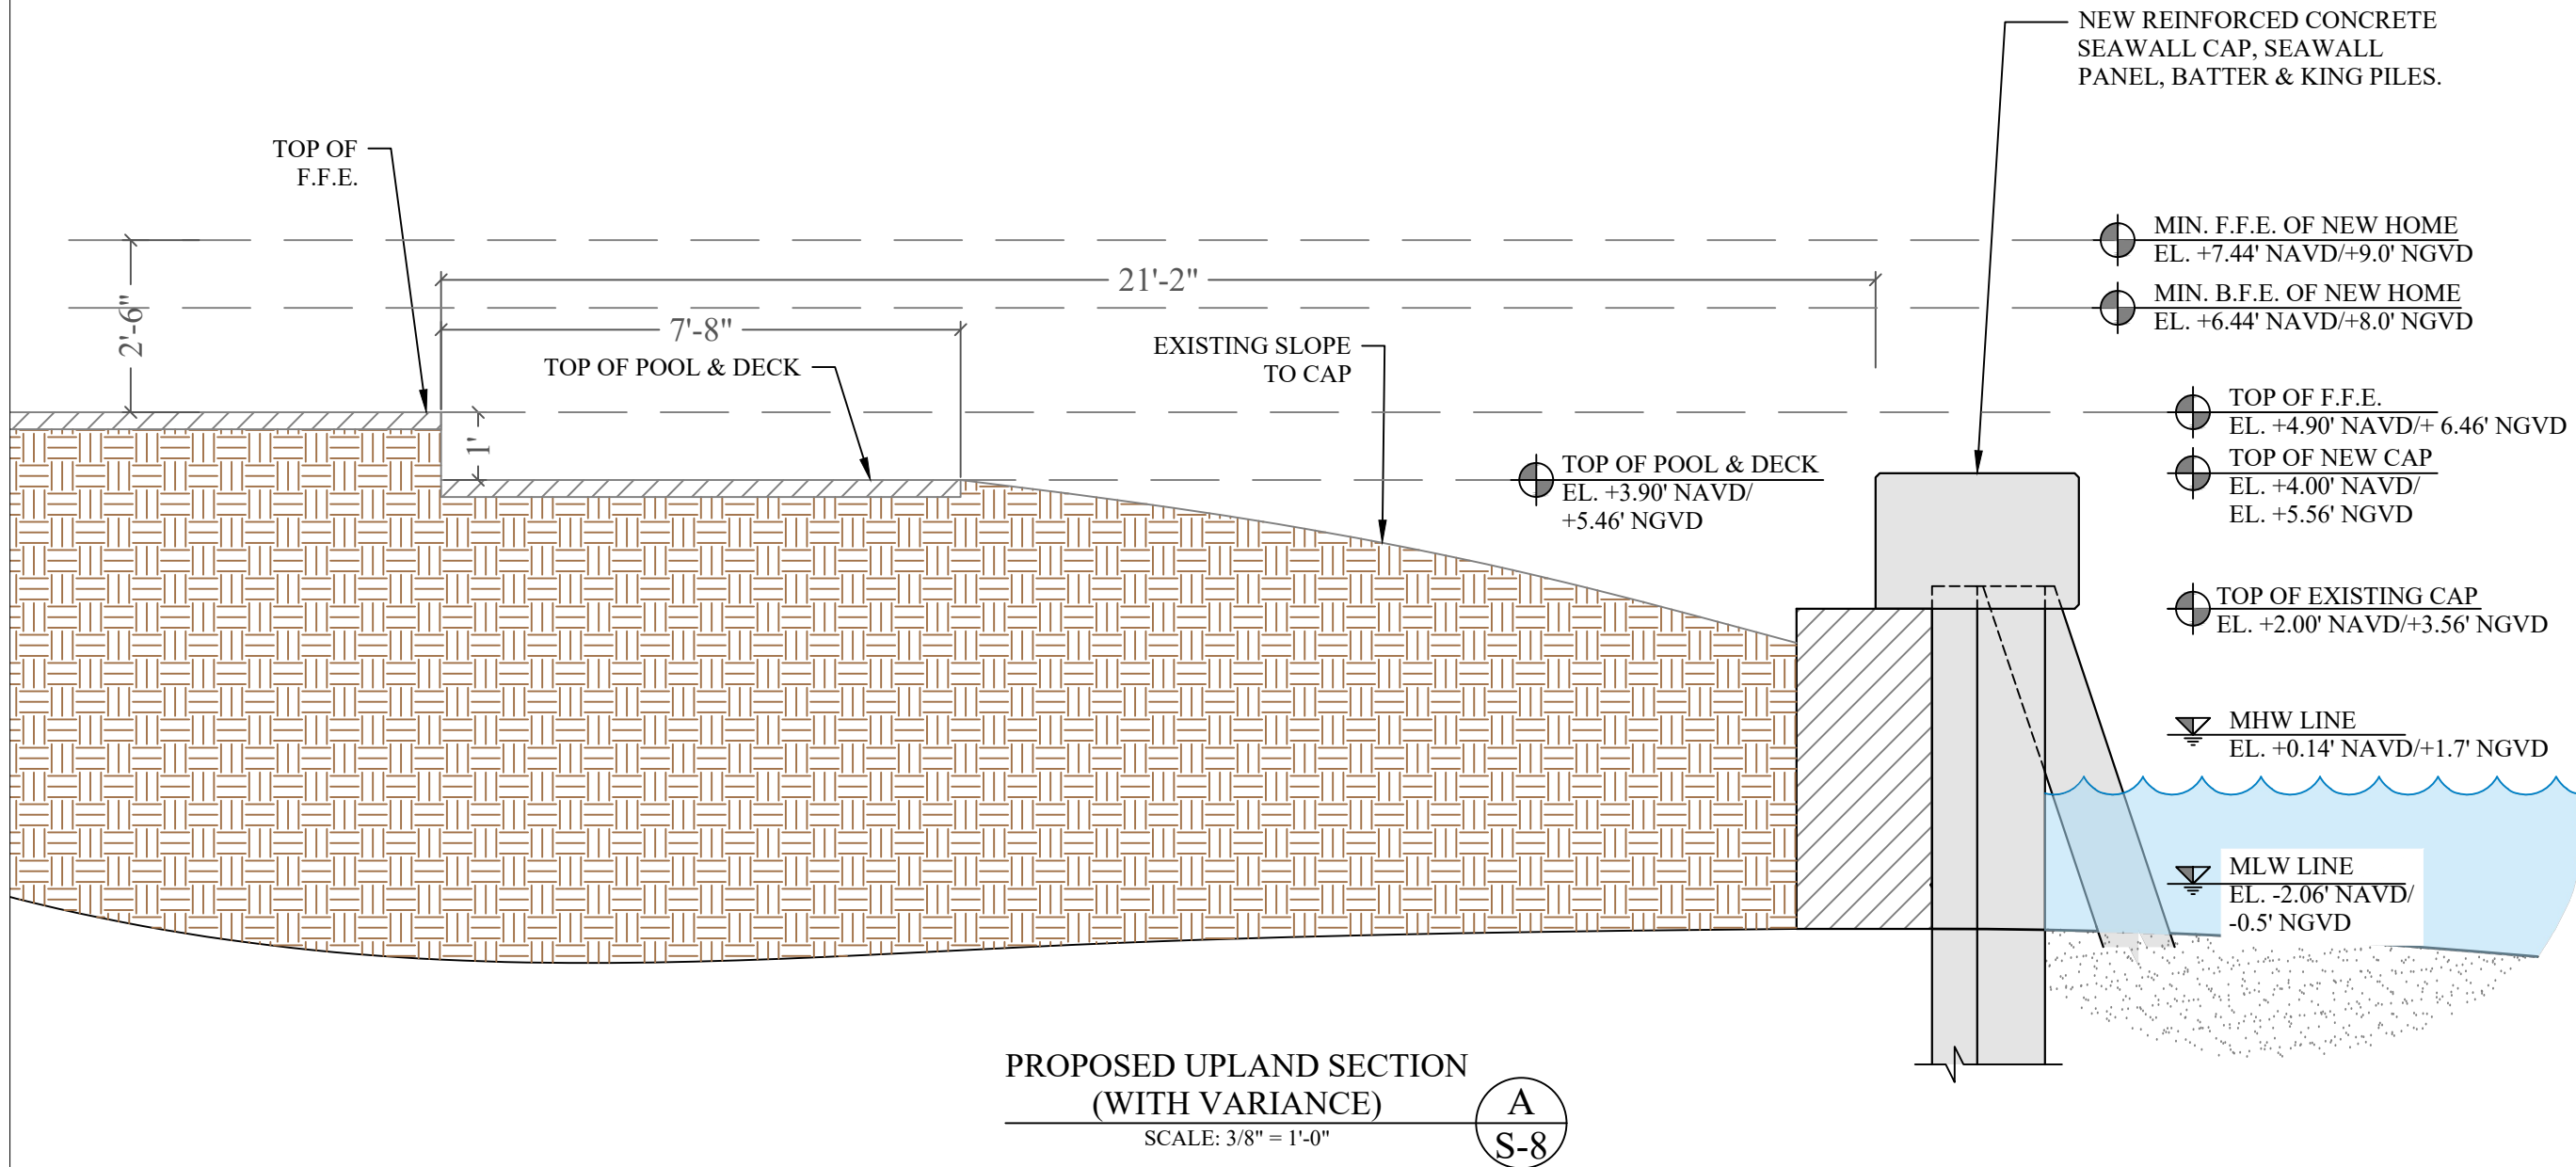 NEW REINFORCED CONCRETE
SEAWALL CAP, SEAWALL
PANEL, BATTER & KING PILES.
TOP OF
F.F.E.
MIN. F.F.E. OF NEW HOME
EL. +7.44' NAVD/+9.0' NGVD
21'-2"
MIN. B.F.E. OF NEW HOME
EL. +6.44' NAVD/+8.0' NGVD
2'-6"
7'-8"
TOP OF POOL & DECK
EXISTING SLOPE
TO CAP
TOP OF F.F.E.
EL. +4.90' NAVD/+ 6.46' NGVD
1'
TOP OF POOL & DECK
EL. +3.90' NAVD/
+5.46' NGVD
TOP OF NEW CAP
EL. +4.00' NAVD/
EL. +5.56' NGVD
TOP OF EXISTING CAP
EL. +2.00' NAVD/+3.56' NGVD
MHW LINE
EL. +0.14' NAVD/+1.7' NGVD
MLW LINE
EL. -2.06' NAVD/
-0.5' NGVD
PROPOSED UPLAND SECTION
(WITH VARIANCE)
SCALE: 3/8" = 1'-0"
A
S-8